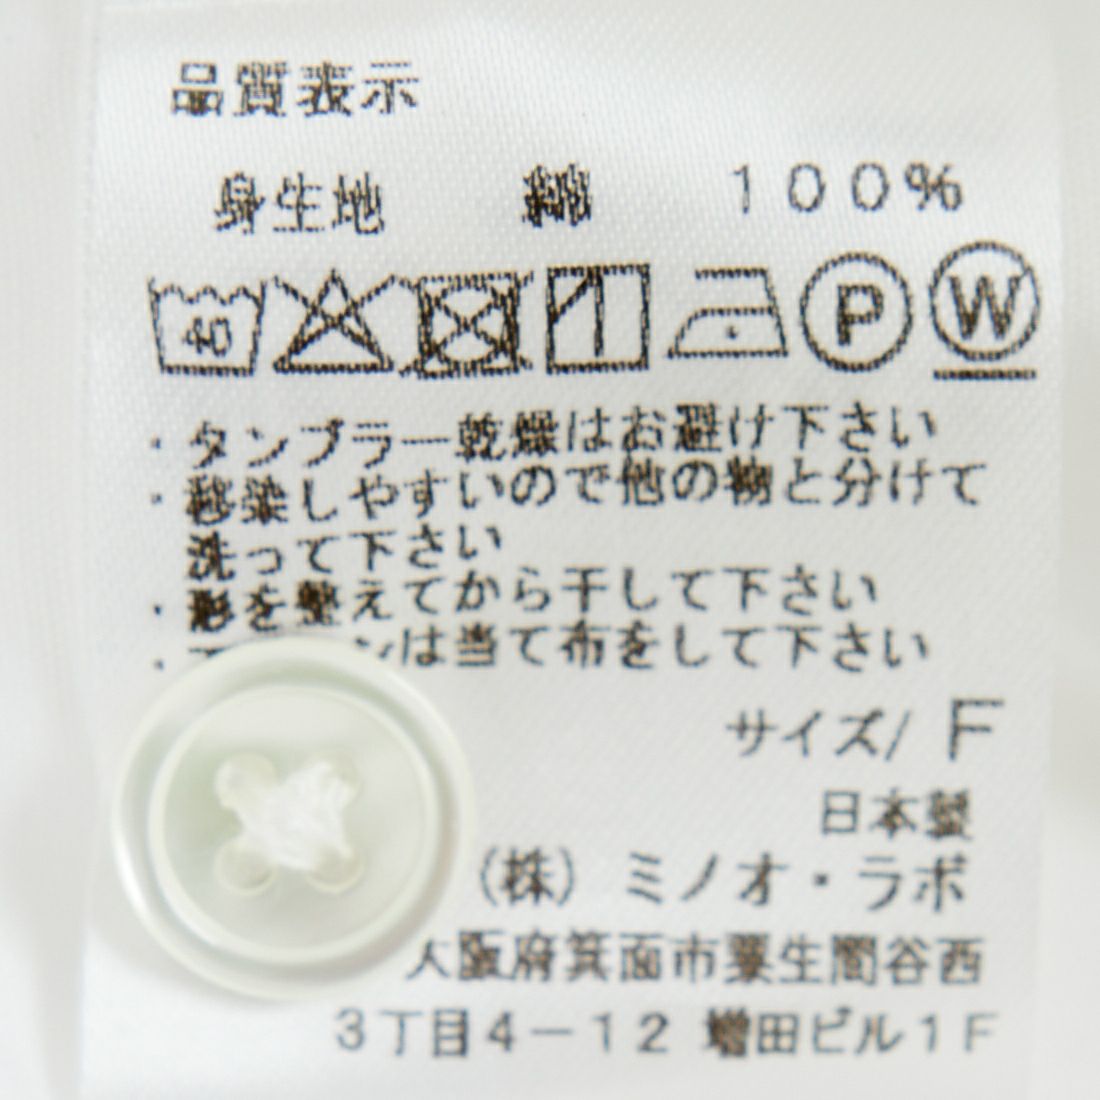 品質表示
身生地 綿 100%
40 P W
・タンブラー乾燥はお避け下さい
・移染しやすいので他の物と分けて
洗って下さい
・形を整えてから干して下さい
・ ンは当て布をして下さい
サイズ/ F
日本製
(株) ミノオ・ラボ
大阪府箕面市粟生間谷西
3丁目4-12 増田ビル1F